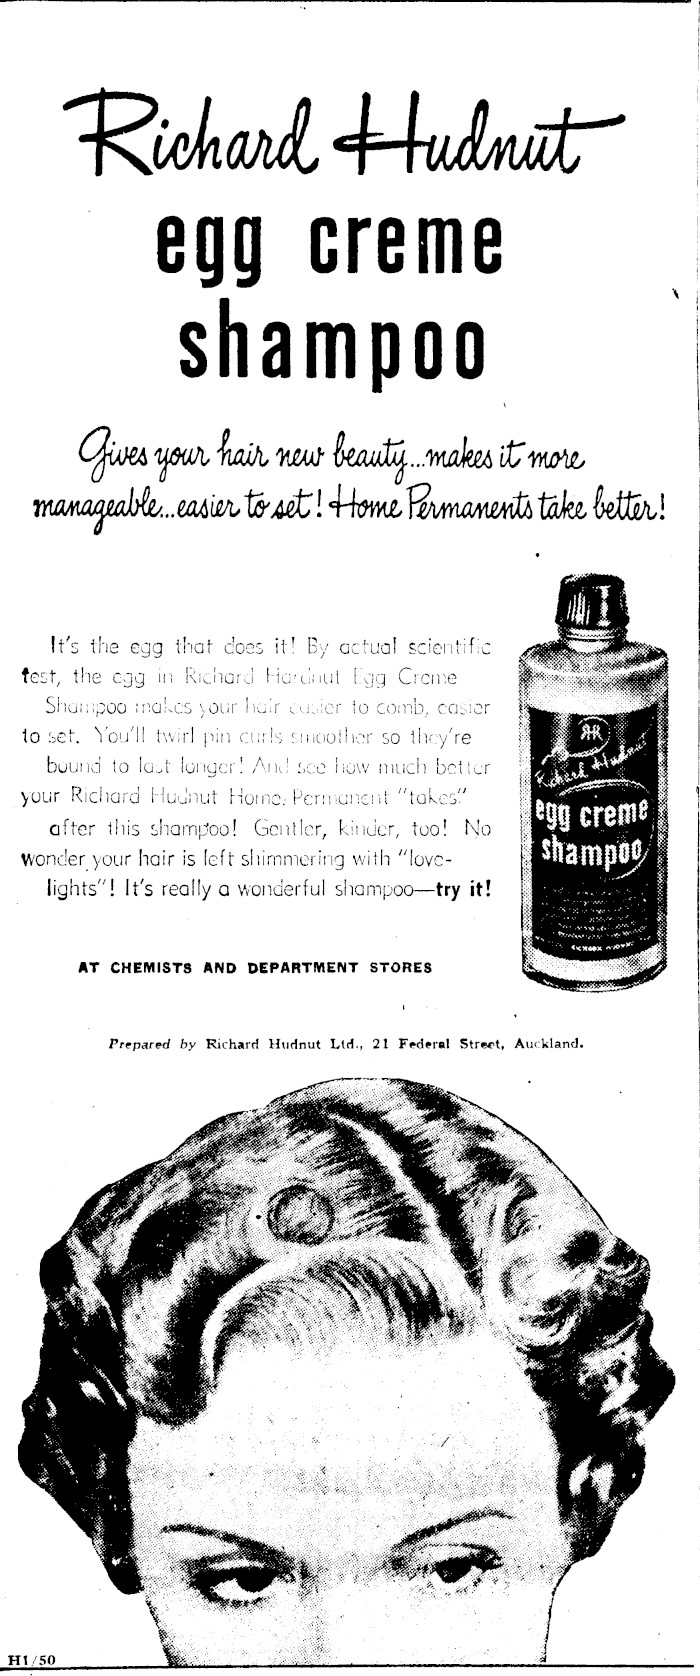 Richard Hudnut
egg creme
shampoo
Gives your hair new beauty...makes it more
manageable...easier to set! Home Permanents take better!
It's the egg that does it! By actual scientific
test, the egg in Richard Hudnut Egg Creme
Shampoo makes your hair easier to comb, easier
to set. You'll twirl pin curls smoother so they're
bound to last longer! And see how much better
your Richard Hudnut Home Permanent "takes"
after this shampoo! Gentler, kinder, too! No
wonder your hair is left shimmering with "love-
lights"! It's really a wonderful shampoo—try it!
RH
Richard Hudnut
egg creme
shampoo
AT CHEMISTS AND DEPARTMENT STORES
Prepared by Richard Hudnut Ltd., 21 Federal Street, Auckland.
H1/50